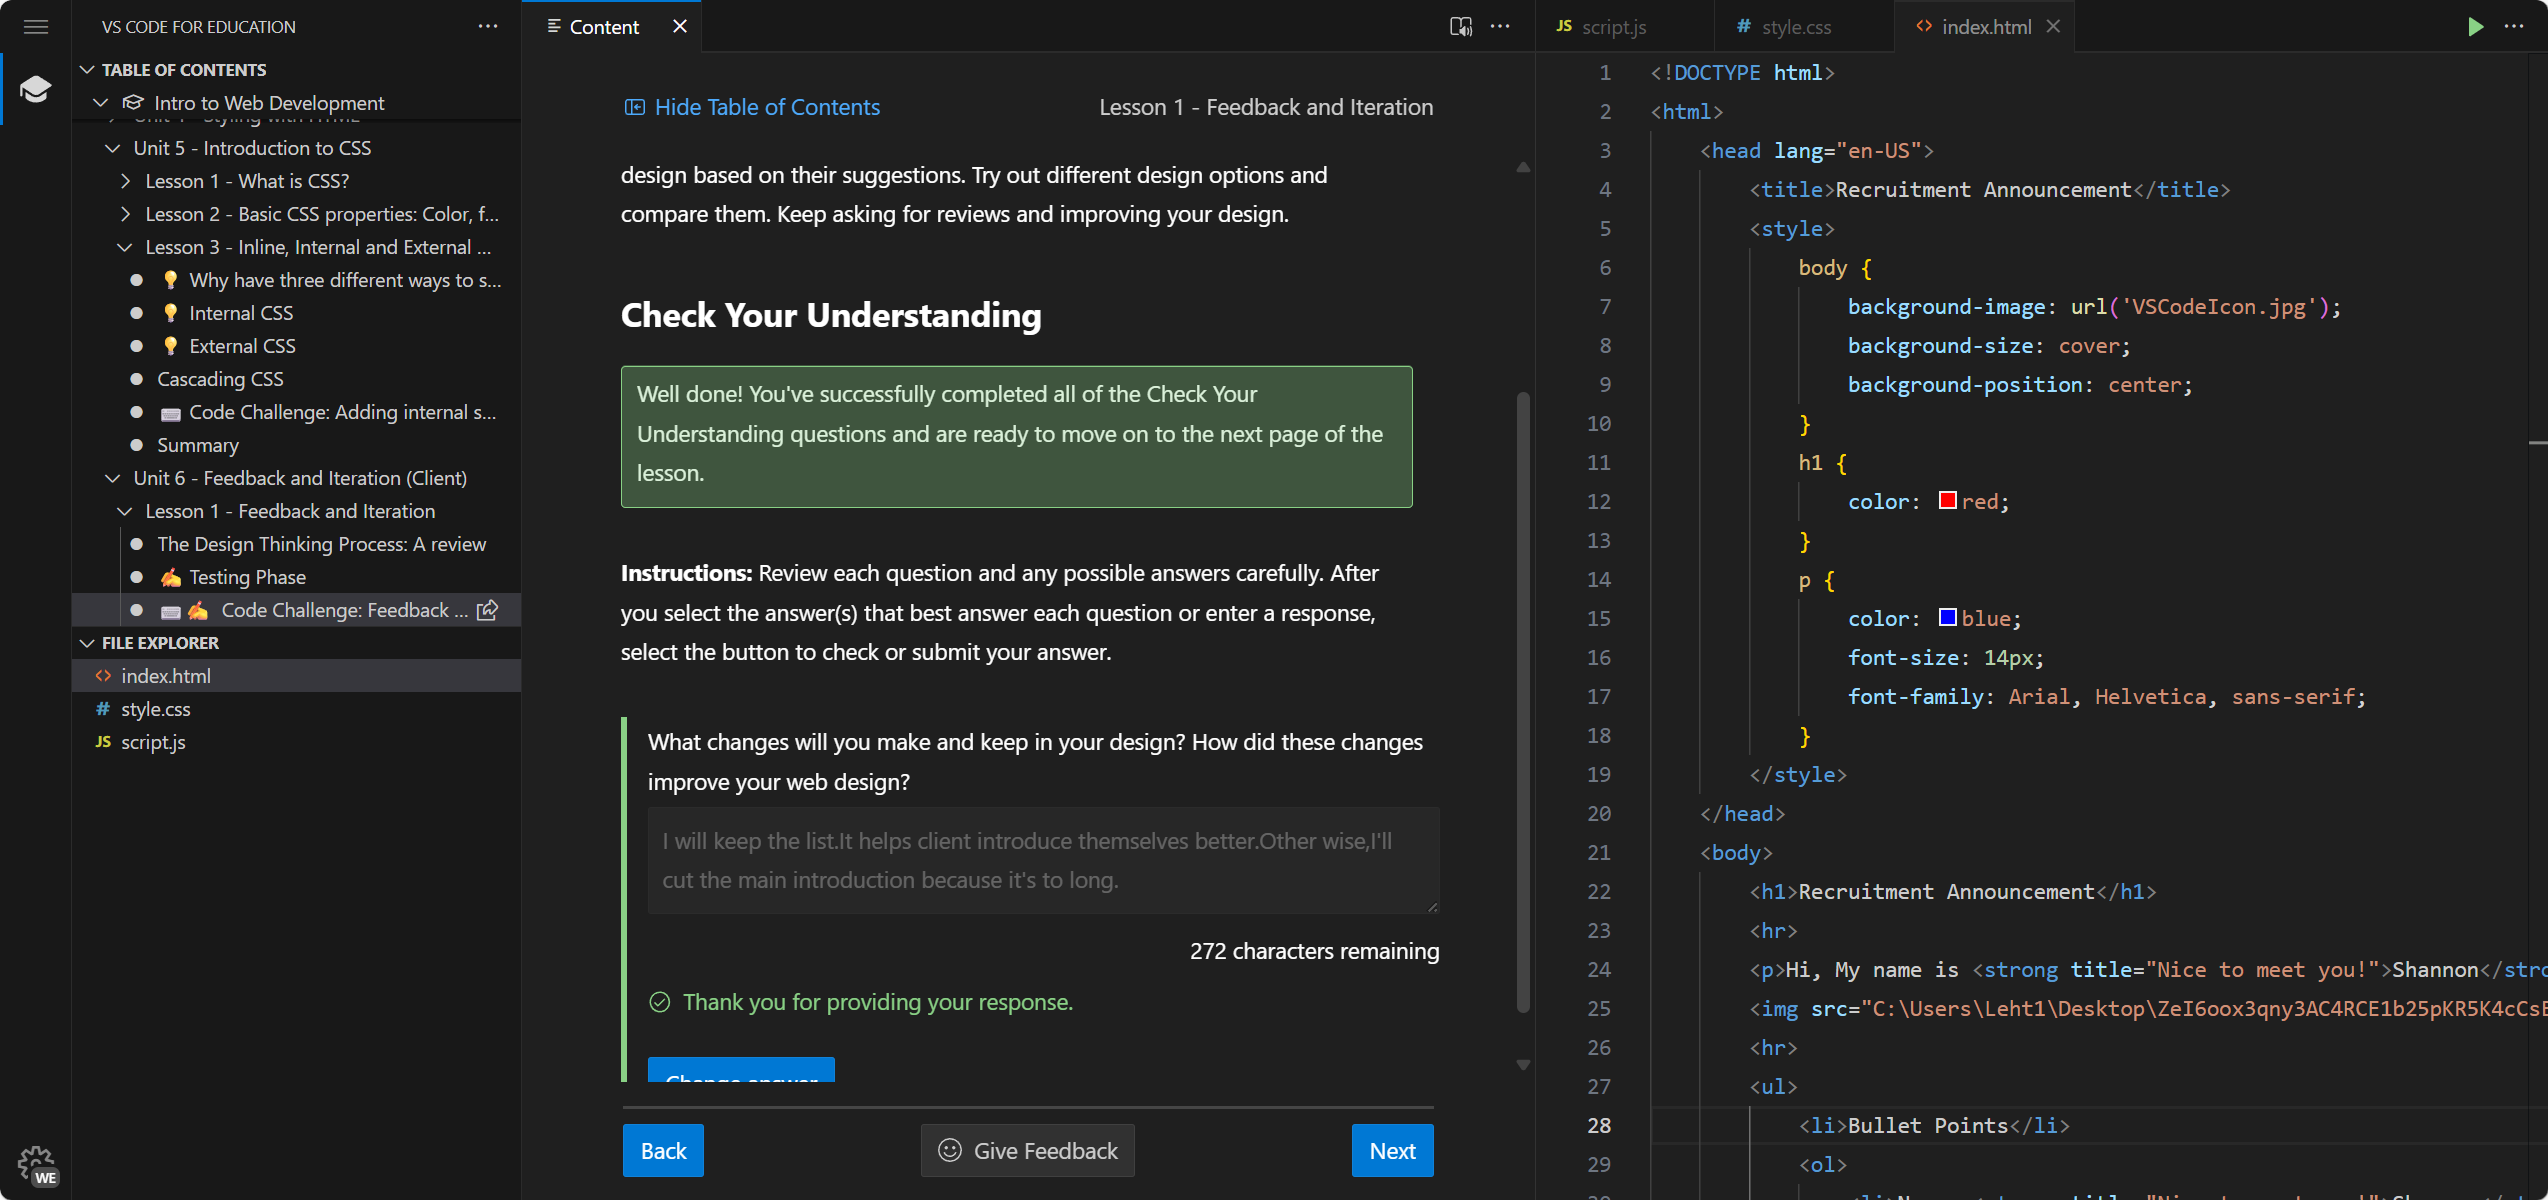 VS CODE FOR EDUCATION
TABLE OF CONTENTS
Intro to Web Development
Unit 5 - Introduction to CSS
Lesson 1 - What is CSS?
Lesson 2 - Basic CSS properties: Color, f...
Lesson 3 - Inline, Internal and External ...
Why have three different ways to s...
Internal CSS
External CSS
Cascading CSS
Code Challenge: Adding internal s...
Summary
Unit 6 - Feedback and Iteration (Client)
Lesson 1 - Feedback and Iteration
The Design Thinking Process: A review
Testing Phase
Code Challenge: Feedback ...
FILE EXPLORER
index.html
style.css
JS script.js
WE
Content
Hide Table of Contents
Lesson 1 - Feedback and Iteration
design based on their suggestions. Try out different design options and
compare them. Keep asking for reviews and improving your design.
Check Your Understanding
Well done! You've successfully completed all of the Check Your
Understanding questions and are ready to move on to the next page of the
lesson.
Instructions: Review each question and any possible answers carefully. After
you select the answer(s) that best answer each question or enter a response,
select the button to check or submit your answer.
What changes will you make and keep in your design? How did these changes
improve your web design?
I will keep the list.It helps client introduce themselves better.Other wise,I'll
cut the main introduction because it's to long.
272 characters remaining
Thank you for providing your response.
Change answer
Back
Give Feedback
Next
JS script.js
# style.css
<> index.html
1 <!DOCTYPE html>
2 <html>
3 <head lang="en-US">
4 <title>Recruitment Announcement</title>
5 <style>
6 body {
7 background-image: url('VSCodeIcon.jpg');
8 background-size: cover;
9 background-position: center;
10 }
11 h1 {
12 color: red;
13 }
14 p {
15 color: blue;
16 font-size: 14px;
17 font-family: Arial, Helvetica, sans-serif;
18 }
19 </style>
20 </head>
21 <body>
22 <h1>Recruitment Announcement</h1>
23 <hr>
24 <p>Hi, My name is <strong title="Nice to meet you!">Shannon</stro
25 <img src="C:\Users\Leht1\Desktop\ZeI6oox3qny3AC4RCE1b25pKR5K4cCsE
26 <hr>
27 <ul>
28 <li>Bullet Points</li>
29 <ol>